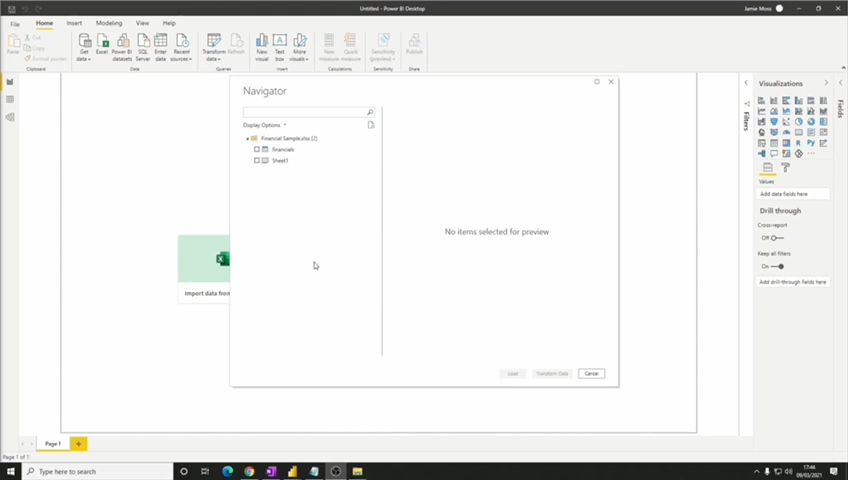 Untitled - Power BI Desktop
Jamie Moss
File Home Insert Modeling View Help
Paste
Cut
Copy
Format painter
Get data
Excel
Power BI datasets
SQL Server
Enter data
Recent sources
Transform data
Refresh
New visual
Text box
More visuals
New measure
Quick measure
Sensitivity (preview)
Publish
Clipboard
Data
Queries
Insert
Calculations
Sensitivity
Share
Navigator
Display Options
Financial Sample.xlsx [2]
financials
Sheet1
No items selected for preview
Load
Transform Data
Cancel
Import data from
Filters
Visualizations
Values
Add data fields here
Drill through
Cross-report
Off
Keep all filters
On
Add drill-through fields here
Fields
Page 1
Page 1 of 1
Type here to search
17:44
09/03/2021